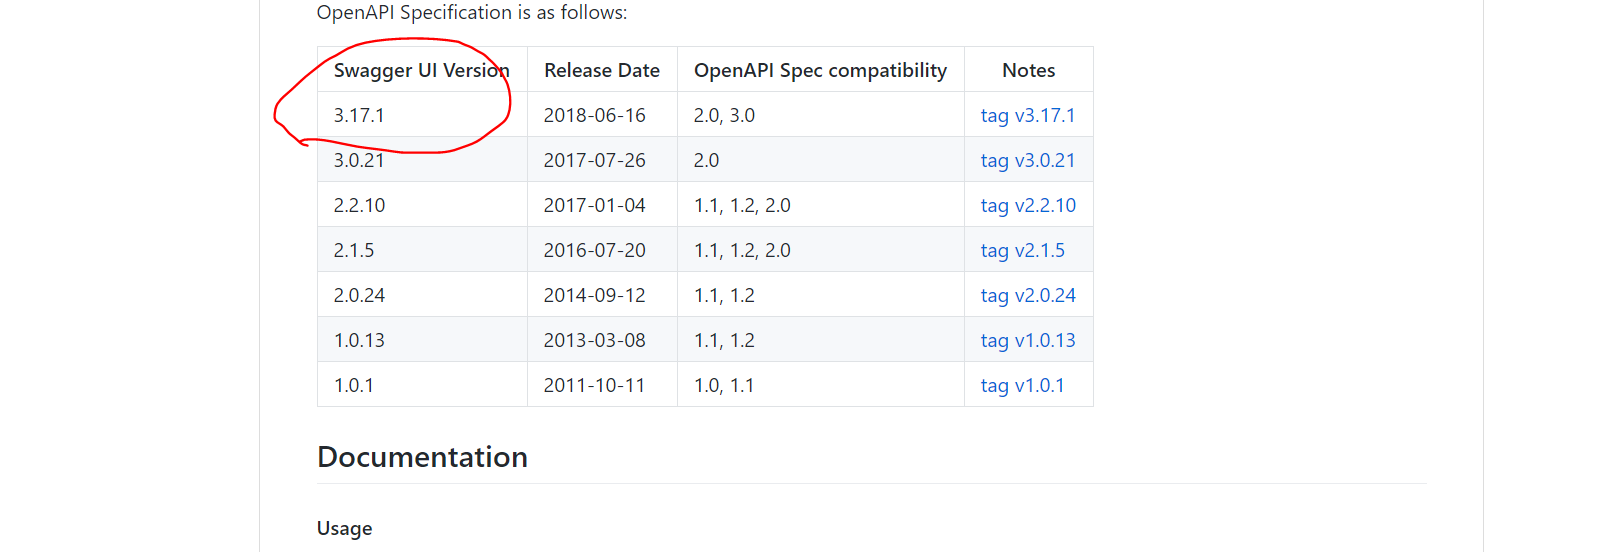 OpenAPI Specification is as follows:
Swagger UI Version Release Date OpenAPI Spec compatibility Notes
3.17.1 2018-06-16 2.0, 3.0 tag v3.17.1
3.0.21 2017-07-26 2.0 tag v3.0.21
2.2.10 2017-01-04 1.1, 1.2, 2.0 tag v2.2.10
2.1.5 2016-07-20 1.1, 1.2, 2.0 tag v2.1.5
2.0.24 2014-09-12 1.1, 1.2 tag v2.0.24
1.0.13 2013-03-08 1.1, 1.2 tag v1.0.13
1.0.1 2011-10-11 1.0, 1.1 tag v1.0.1
Documentation
Usage